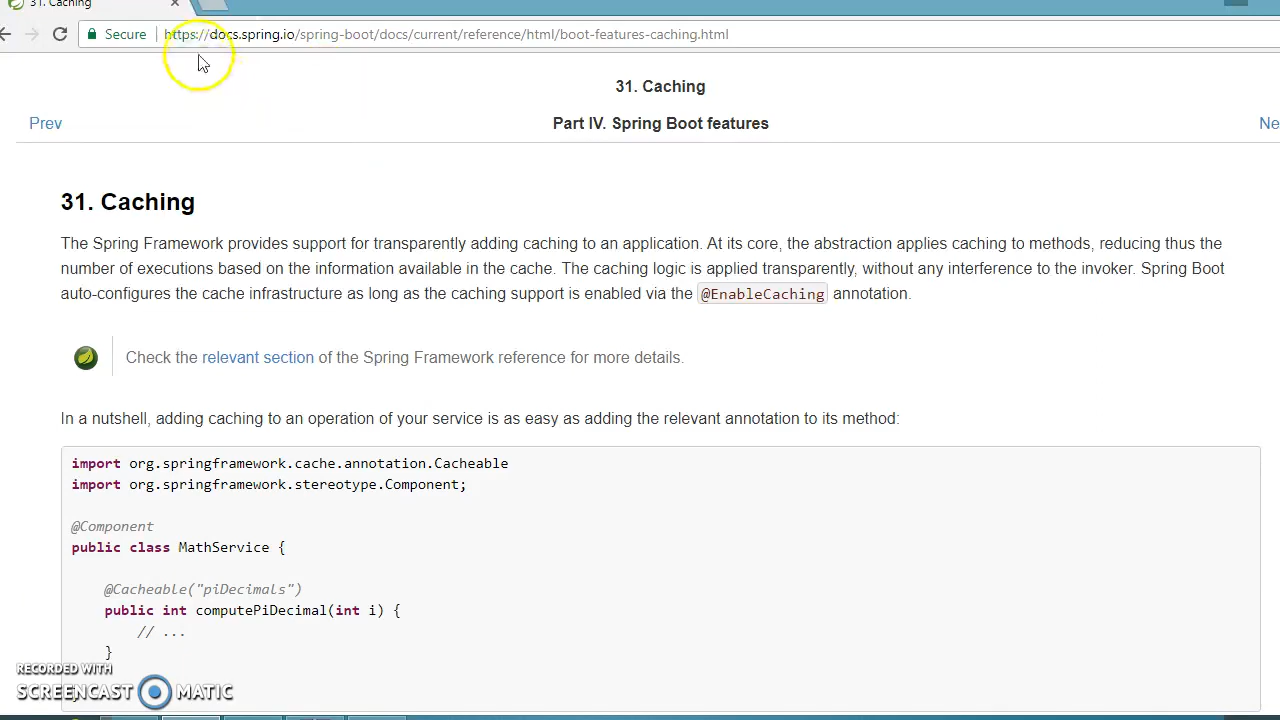 31. Caching
Secure https://docs.spring.io/spring-boot/docs/current/reference/html/boot-features-caching.html
31. Caching
Prev Part IV. Spring Boot features Ne
31. Caching
The Spring Framework provides support for transparently adding caching to an application. At its core, the abstraction applies caching to methods, reducing thus the
number of executions based on the information available in the cache. The caching logic is applied transparently, without any interference to the invoker. Spring Boot
auto-configures the cache infrastructure as long as the caching support is enabled via the @EnableCaching annotation.
Check the relevant section of the Spring Framework reference for more details.
In a nutshell, adding caching to an operation of your service is as easy as adding the relevant annotation to its method:
import org.springframework.cache.annotation.Cacheable
import org.springframework.stereotype.Component;
@Component
public class MathService {
@Cacheable("piDecimals")
public int computePiDecimal(int i) {
// ...
}
RECORDED WITH
SCREENCAST MATIC